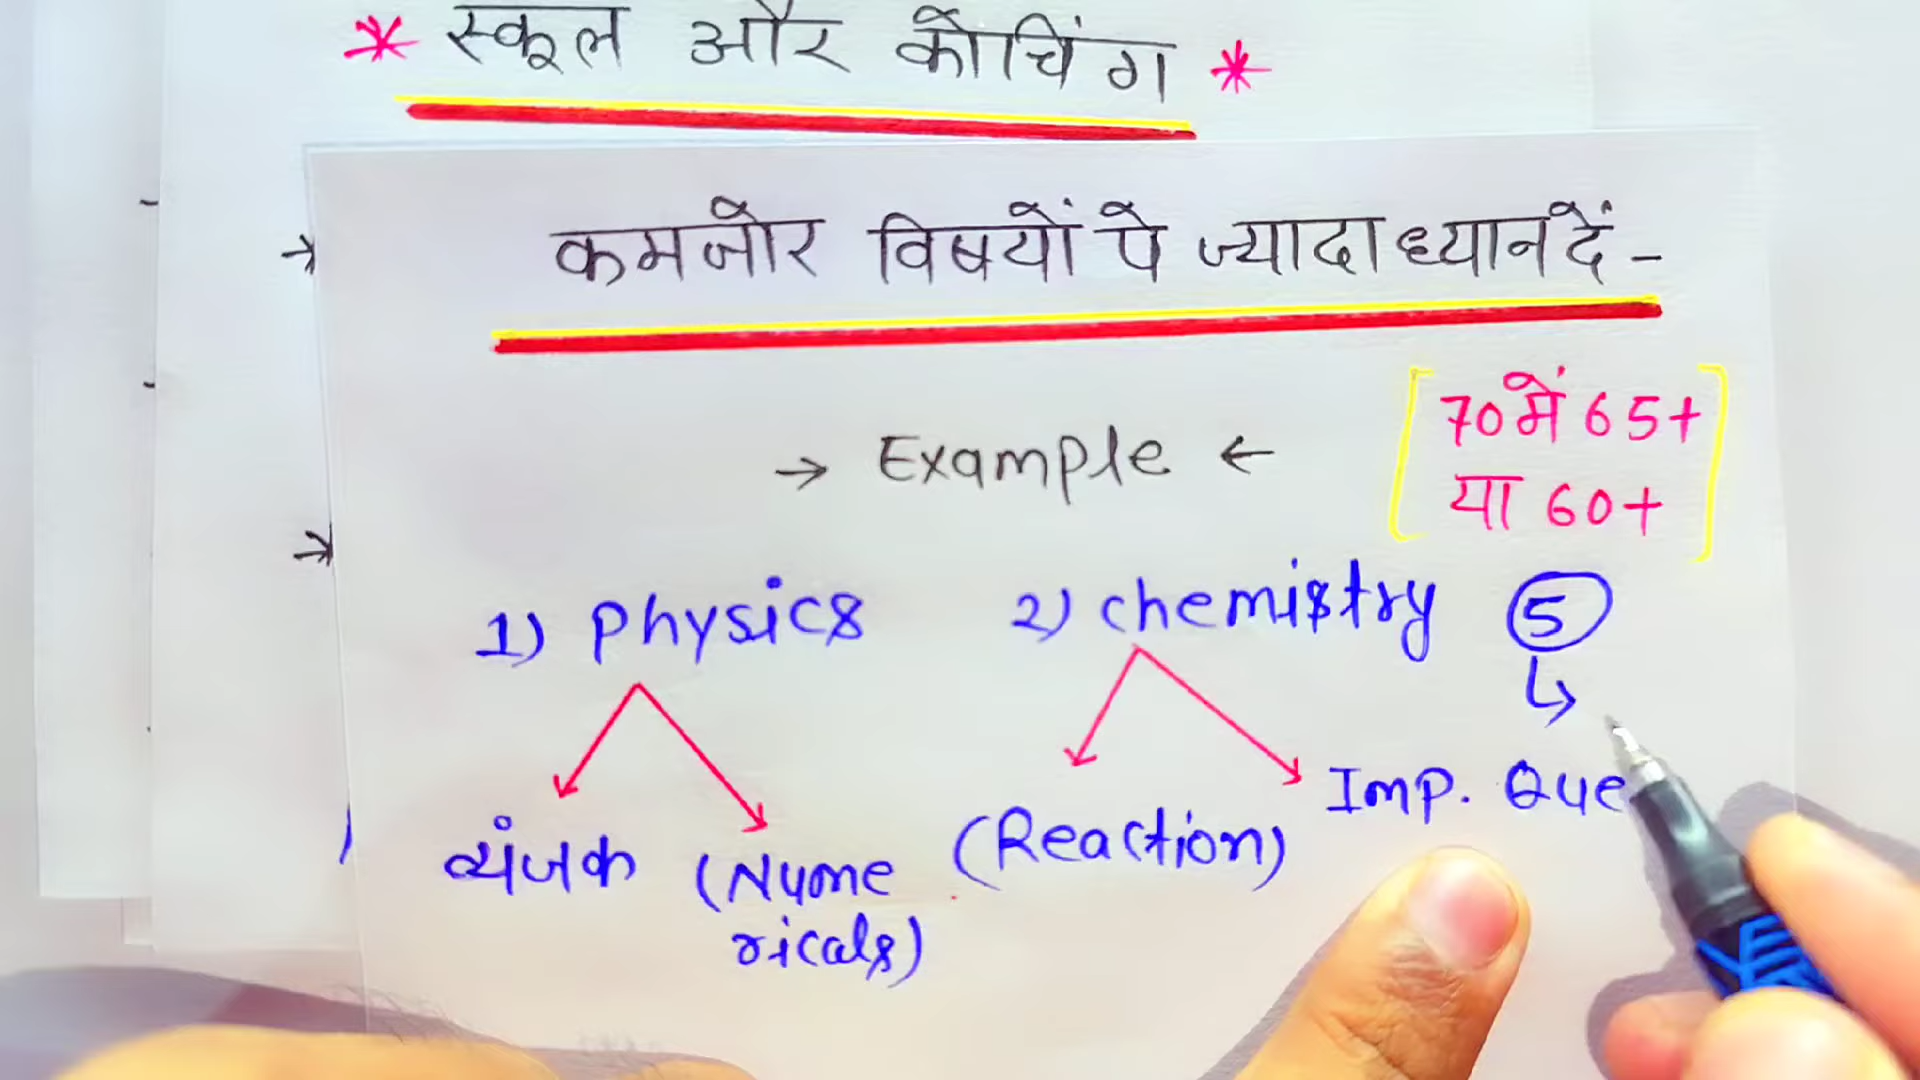 * स्कूल और कोचिंग *
कमजोर विषयों पे ज्यादा ध्यान दें -
→ Example ←
[70 में 65+
या 60+]
1) Physics
2) chemistry
5
व्यंजक
(Nume
ricals)
(Reaction)
Imp. Que